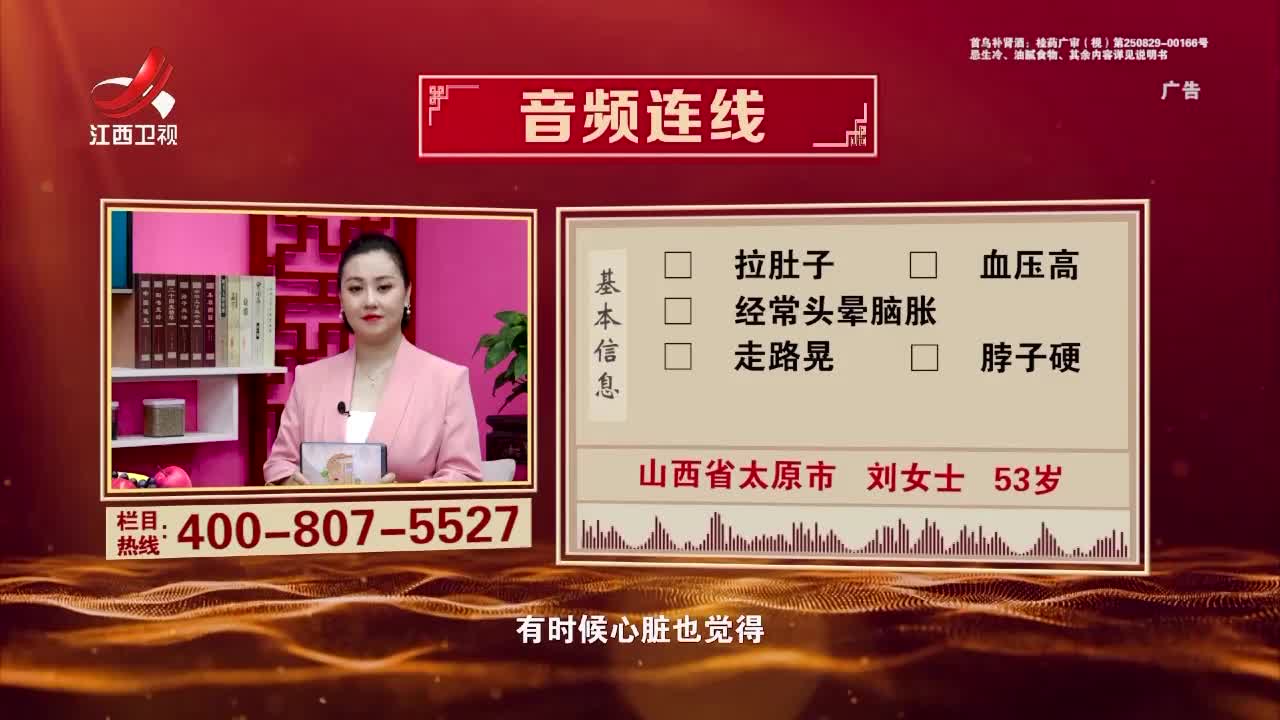 首乌补肾酒：桂药广审（视）第250829-00166号
忌生冷、油腻食物、其余内容详见说明书
广告
江西卫视
音频连线
基本信息
□ 拉肚子 □ 血压高
□ 经常头晕脑胀
□ 走路晃 □ 脖子硬
山西省太原市 刘女士 53岁
栏目热线：400-807-5527
有时候心脏也觉得